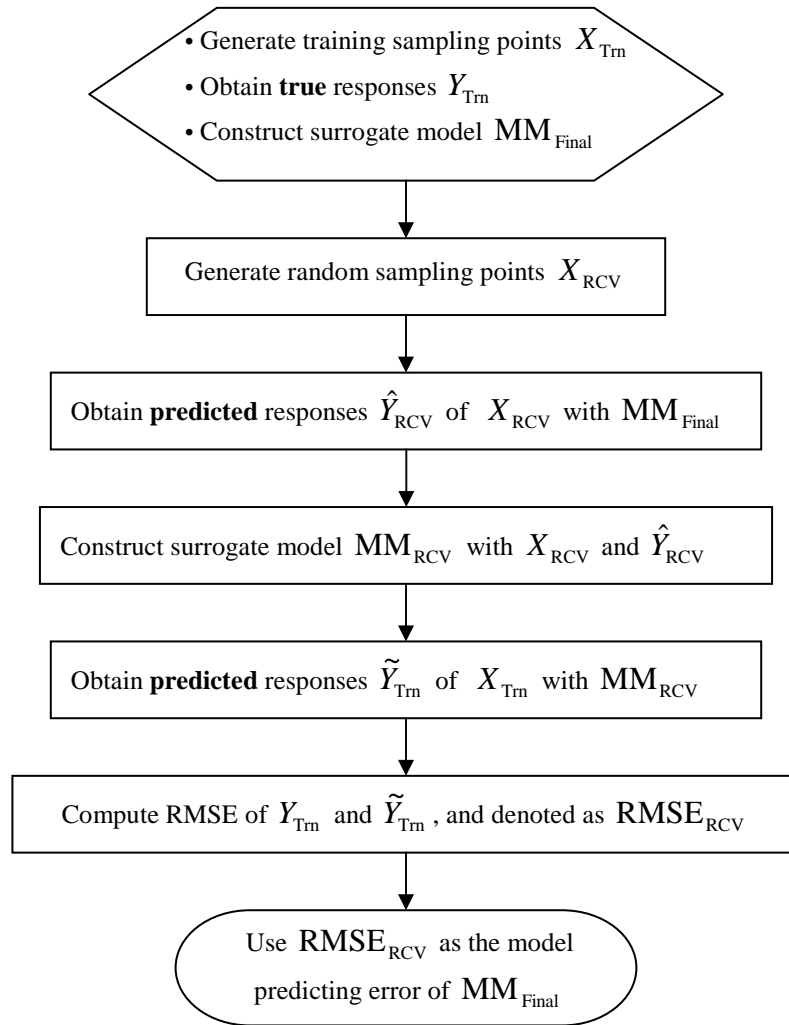 • Generate training sampling points X_Trn
• Obtain true responses Y_Trn
• Construct surrogate model MM_Final
Generate random sampling points X_RCV
Obtain predicted responses Ŷ_RCV of X_RCV with MM_Final
Construct surrogate model MM_RCV with X_RCV and Ŷ_RCV
Obtain predicted responses Ỹ_Trn of X_Trn with MM_RCV
Compute RMSE of Y_Trn and Ỹ_Trn , and denoted as RMSE_RCV
Use RMSE_RCV as the model
predicting error of MM_Final